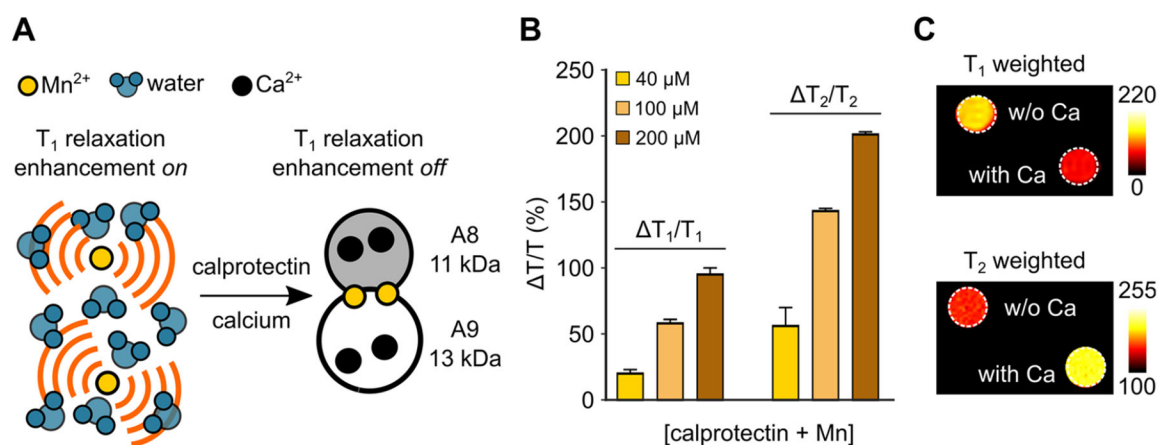 A
Mn2+
water
Ca2+
T1 relaxation
enhancement on
T1 relaxation
enhancement off
calprotectin
calcium
A8
11 kDa
A9
13 kDa
B
250
200
150
100
50
0
ΔT/T (%)
40 μM
100 μM
200 μM
ΔT1/T1
ΔT2/T2
[calprotectin + Mn]
C
T1 weighted
w/o Ca
with Ca
220
0
T2 weighted
w/o Ca
with Ca
255
100